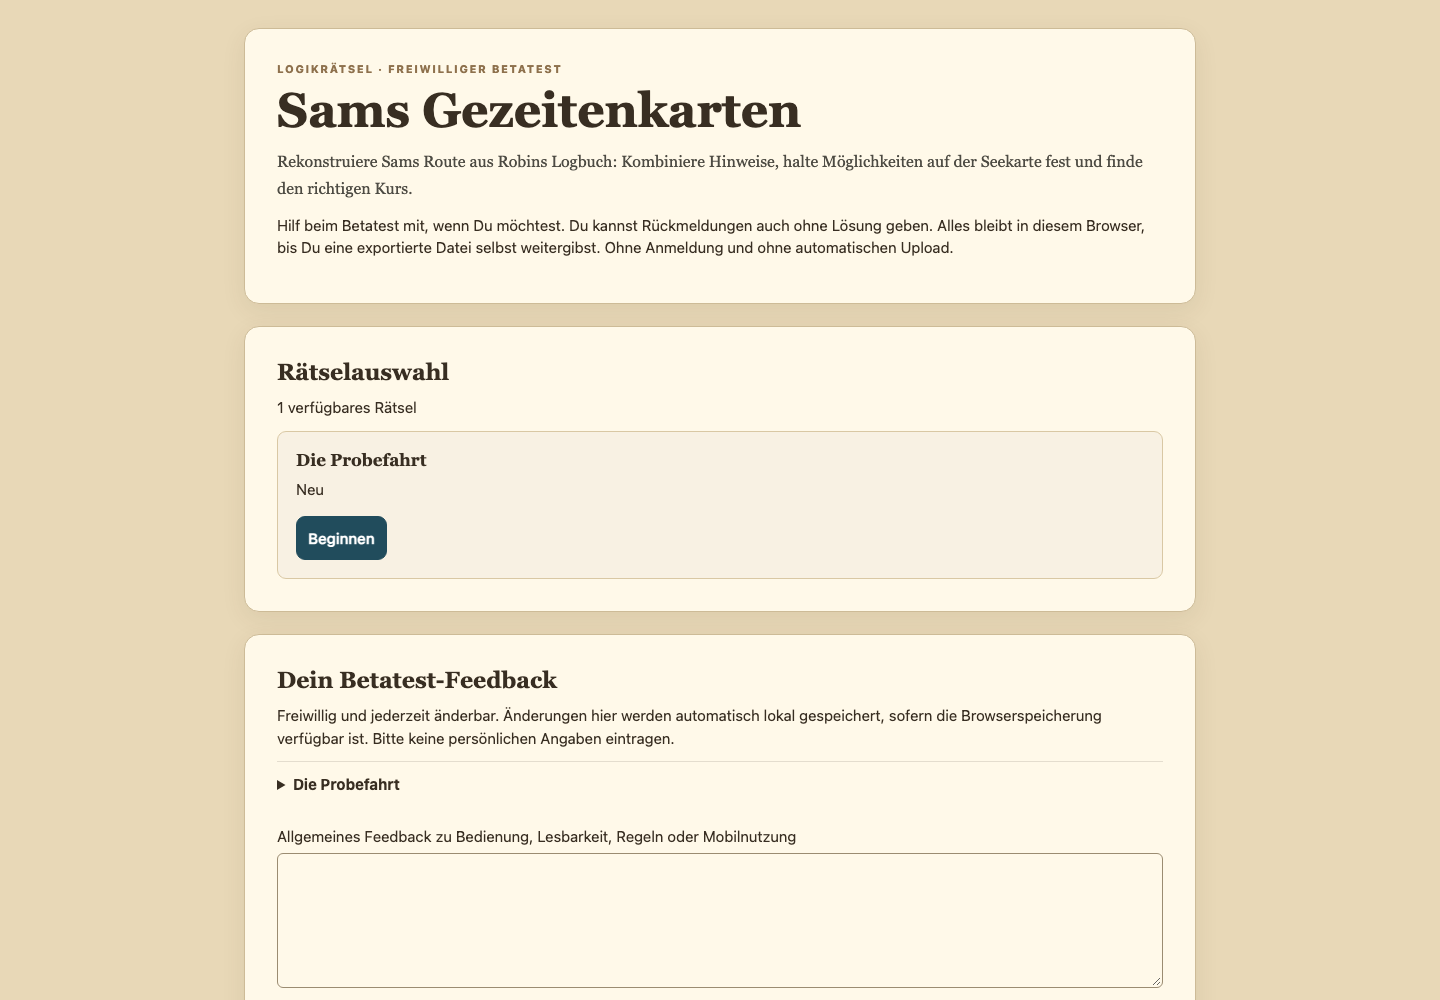 LOGIKRÄTSEL · FREIWILLIGER BETATEST
Sams Gezeitenkarten
Rekonstruiere Sams Route aus Robins Logbuch: Kombiniere Hinweise, halte Möglichkeiten auf der Seekarte fest und finde
den richtigen Kurs.
Hilf beim Betatest mit, wenn Du möchtest. Du kannst Rückmeldungen auch ohne Lösung geben. Alles bleibt in diesem Browser,
bis Du eine exportierte Datei selbst weitergibst. Ohne Anmeldung und ohne automatischen Upload.
Rätselauswahl
1 verfügbares Rätsel
Die Probefahrt
Neu
Beginnen
Dein Betatest-Feedback
Freiwillig und jederzeit änderbar. Änderungen hier werden automatisch lokal gespeichert, sofern die Browserspeicherung
verfügbar ist. Bitte keine persönlichen Angaben eintragen.
Die Probefahrt
Allgemeines Feedback zu Bedienung, Lesbarkeit, Regeln oder Mobilnutzung